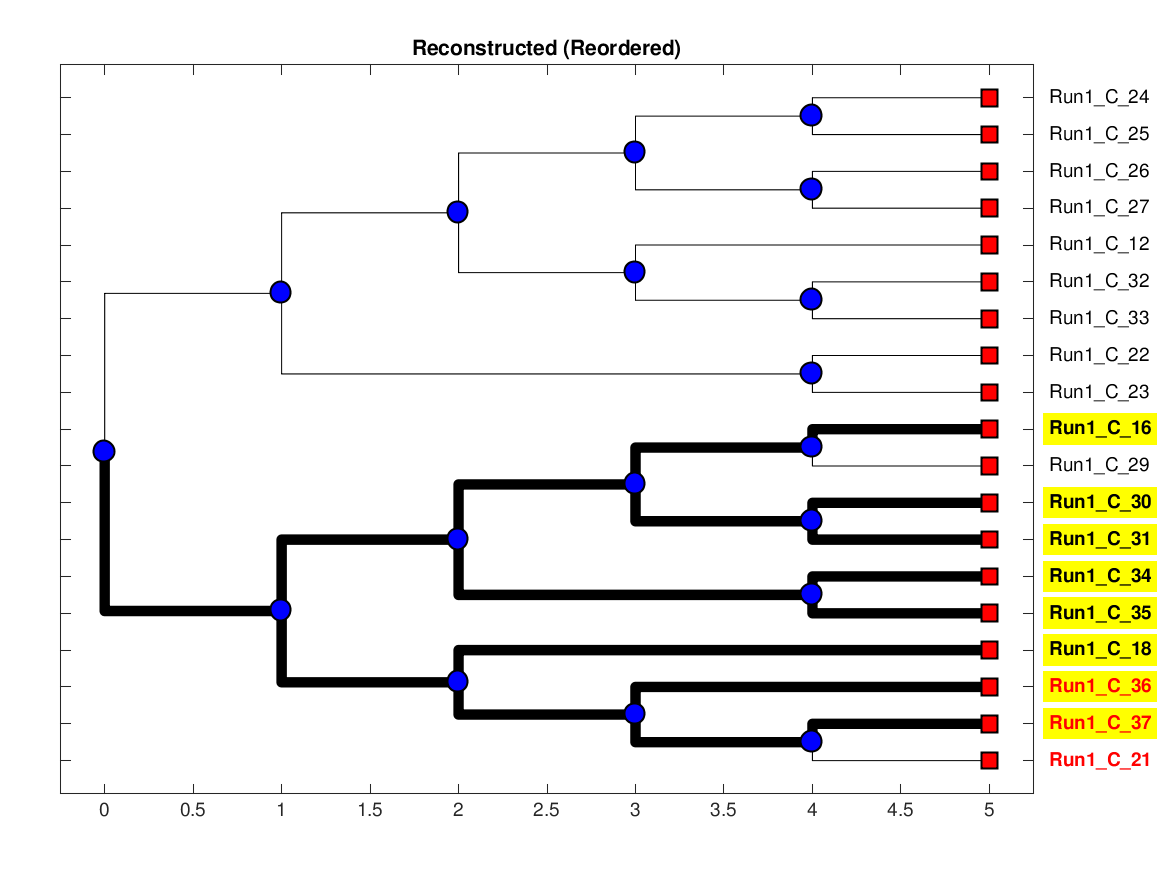 Reconstructed (Reordered)
Run1_C_24
Run1_C_25
Run1_C_26
Run1_C_27
Run1_C_12
Run1_C_32
Run1_C_33
Run1_C_22
Run1_C_23
Run1_C_16
Run1_C_29
Run1_C_30
Run1_C_31
Run1_C_34
Run1_C_35
Run1_C_18
Run1_C_36
Run1_C_37
Run1_C_21
0 0.5 1 1.5 2 2.5 3 3.5 4 4.5 5